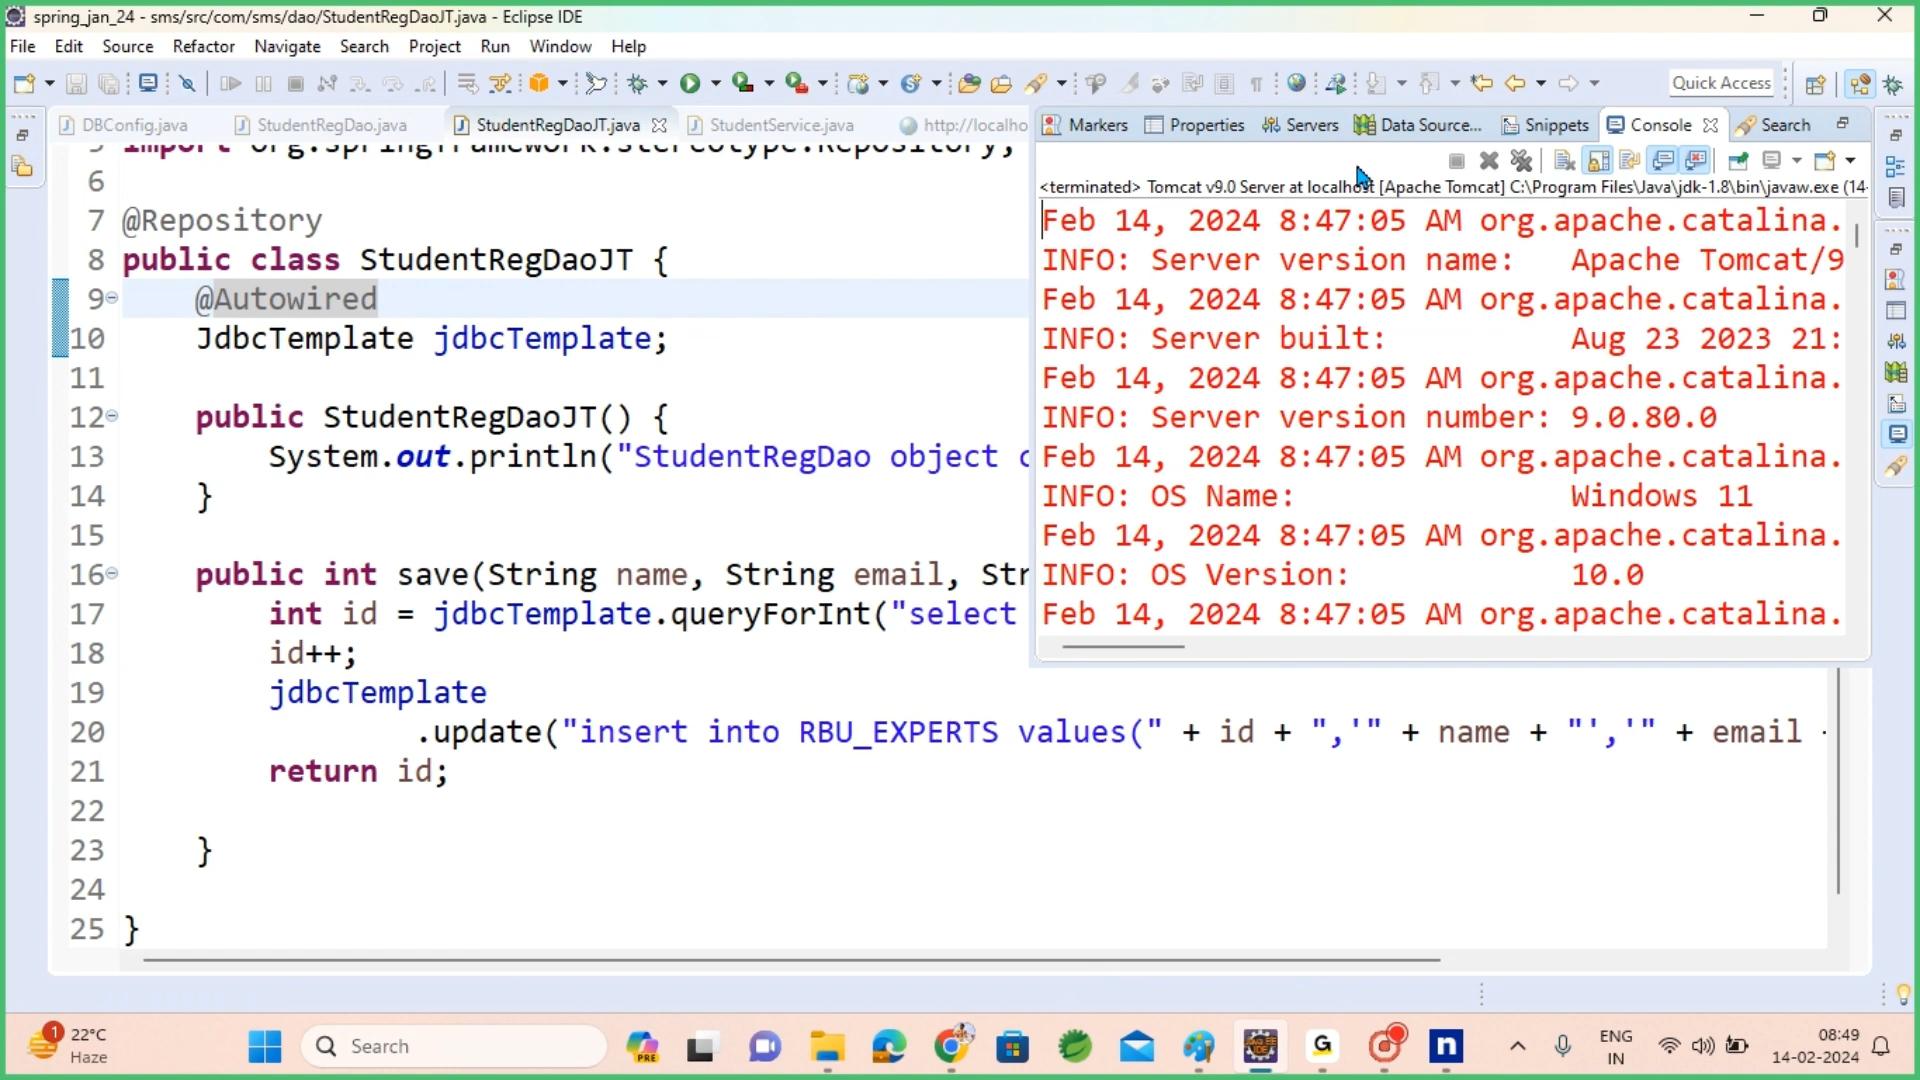 spring_jan_24 - sms/src/com/sms/dao/StudentRegDaoJT.java - Eclipse IDE
File Edit Source Refactor Navigate Search Project Run Window Help
Quick Access
DBConfig.java StudentRegDao.java StudentRegDaoJT.java StudentService.java http://localho
Markers Properties Servers Data Source... Snippets Console Search
<terminated> Tomcat v9.0 Server at localhost [Apache Tomcat] C:\Program Files\Java\jdk-1.8\bin\javaw.exe (14-
Feb 14, 2024 8:47:05 AM org.apache.catalina.
INFO: Server version name: Apache Tomcat/9
Feb 14, 2024 8:47:05 AM org.apache.catalina.
INFO: Server built: Aug 23 2023 21:
Feb 14, 2024 8:47:05 AM org.apache.catalina.
INFO: Server version number: 9.0.80.0
Feb 14, 2024 8:47:05 AM org.apache.catalina.
INFO: OS Name: Windows 11
Feb 14, 2024 8:47:05 AM org.apache.catalina.
INFO: OS Version: 10.0
Feb 14, 2024 8:47:05 AM org.apache.catalina.
5 import org.springframework.stereotype.Repository;
6
7 @Repository
8 public class StudentRegDaoJT {
9 @Autowired
10 JdbcTemplate jdbcTemplate;
11
12 public StudentRegDaoJT() {
13 System.out.println("StudentRegDao object c
14 }
15
16 public int save(String name, String email, Str
17 int id = jdbcTemplate.queryForInt("select
18 id++;
19 jdbcTemplate
20 .update("insert into RBU_EXPERTS values(" + id + ",'" + name + "','" + email
21 return id;
22
23 }
24
25 }
1 22°C
Haze
Search
PRE
ENG
IN
08:49
14-02-2024